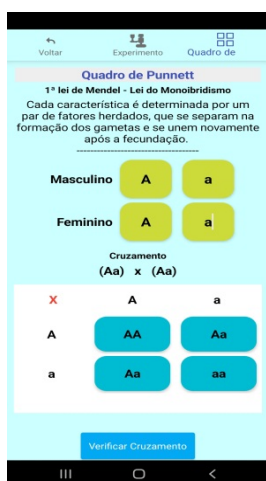 Voltar Experimento Quadro de
Quadro de Punnett
1ª lei de Mendel - Lei do Monoibridismo
Cada característica é determinada por um
par de fatores herdados, que se separam na
formação dos gametas e se unem novamente
após a fecundação.
------------------------------------
Masculino A a
Feminino A a
Cruzamento
(Aa) x (Aa)
X A a
A AA Aa
a Aa aa
Verificar Cruzamento